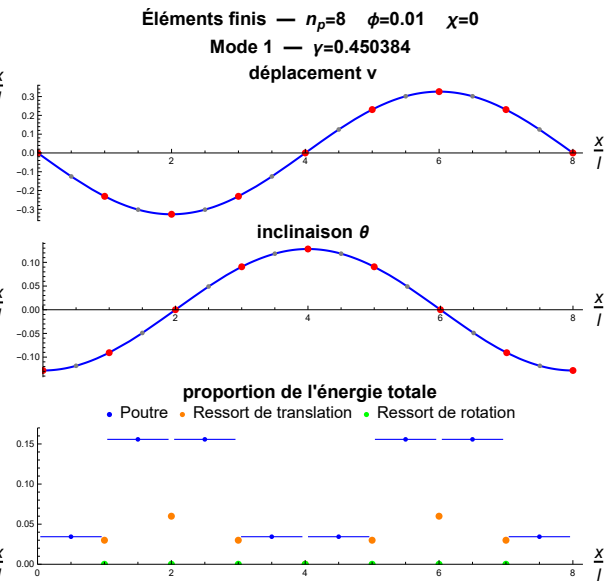 Éléments finis — nₚ=8 ϕ=0.01 χ=0
Mode 1 — γ=0.450384
déplacement v
0.3
0.2
0.1
0.0
-0.1
-0.2
-0.3
2
4
6
8
x
l
inclinaison θ
0.10
0.05
0.00
-0.05
-0.10
2
4
6
8
x
l
proportion de l'énergie totale
Poutre Ressort de translation Ressort de rotation
0.15
0.10
0.05
0.00
0
2
4
6
8
x
l